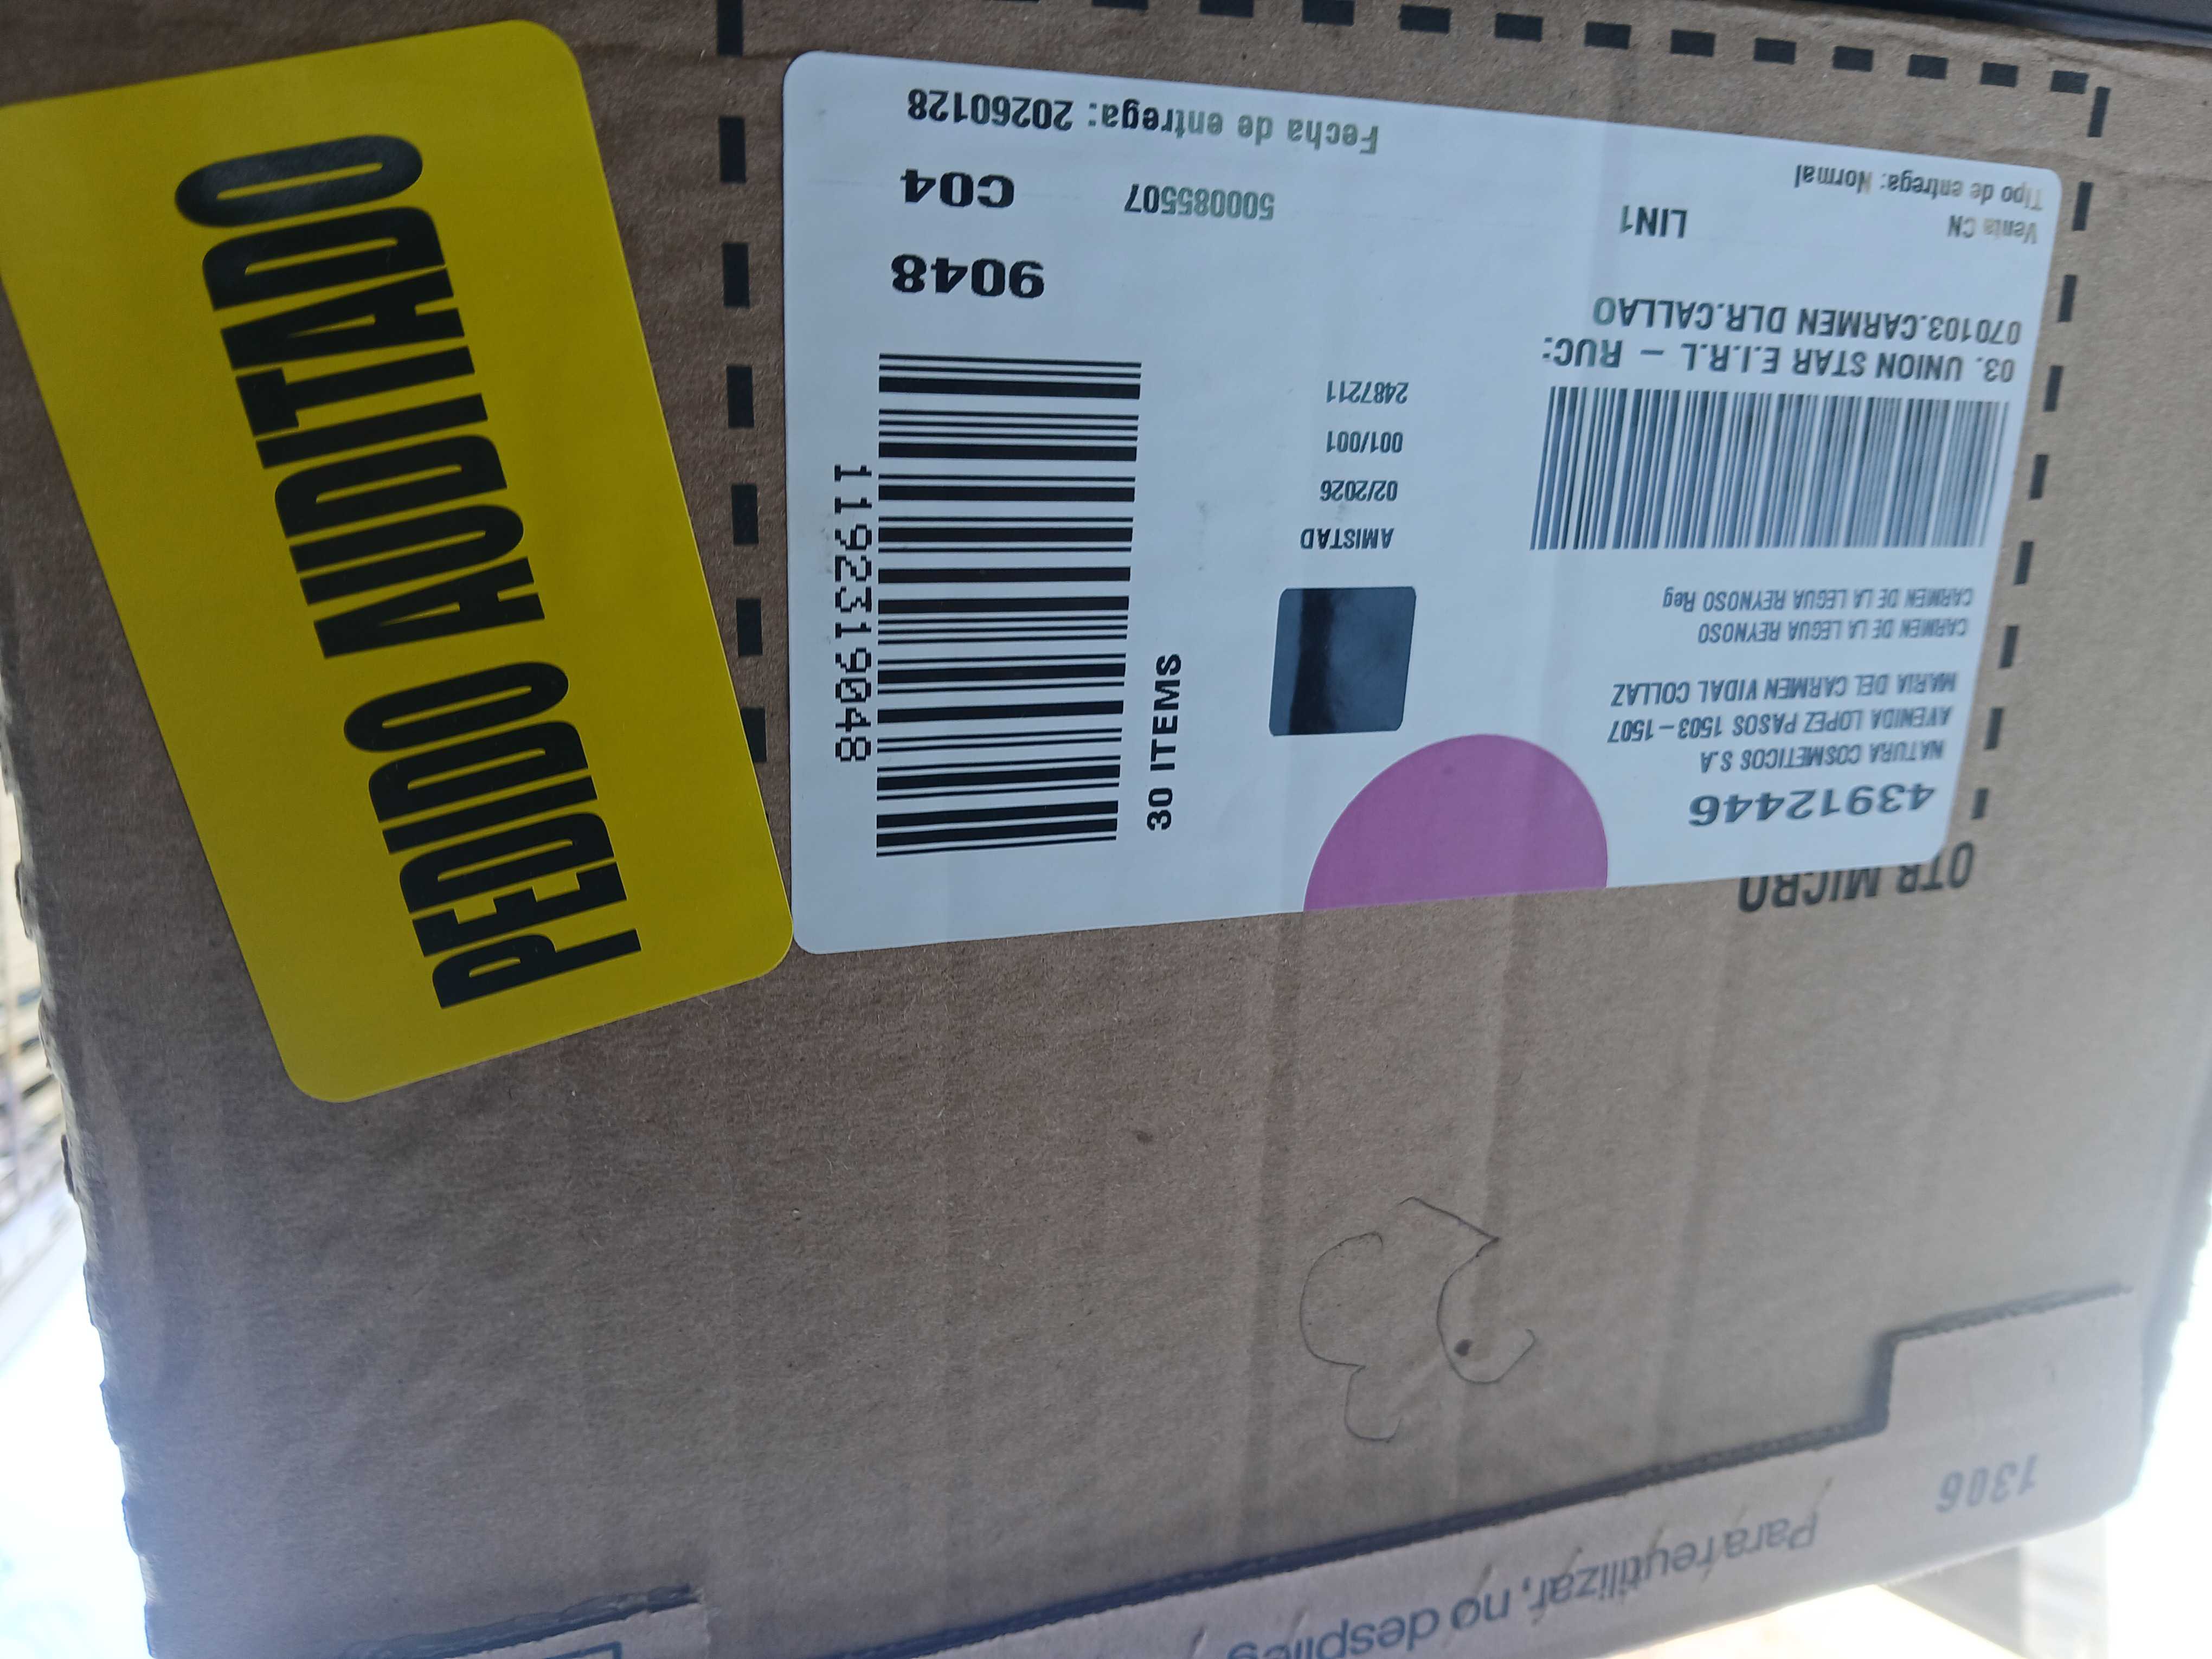 PEDIDO AUDITADO
43912446
NATURA COSMETICOS S.A
AVENIDA LOPEZ PASOS 1503-1507
MARIA DEL CARMEN VIDAL COLLAZ
CARMEN DE LA LEGUA REYNOSO
CARMEN DE LA LEGUA REYNOSO Reg
03. UNION STAR E.I.R.L - RUC:
070103.CARMEN DLR.CALLAO
Venta CN
LIN1
Tipo de entrega: Normal
AMISTAD
02/2026
001/001
2487211
500085507
Fecha de entrega: 20260128
30 ITEMS
1192319048
9048
C04
OTR MICRO
1306
Para reutilizar, no despliegue